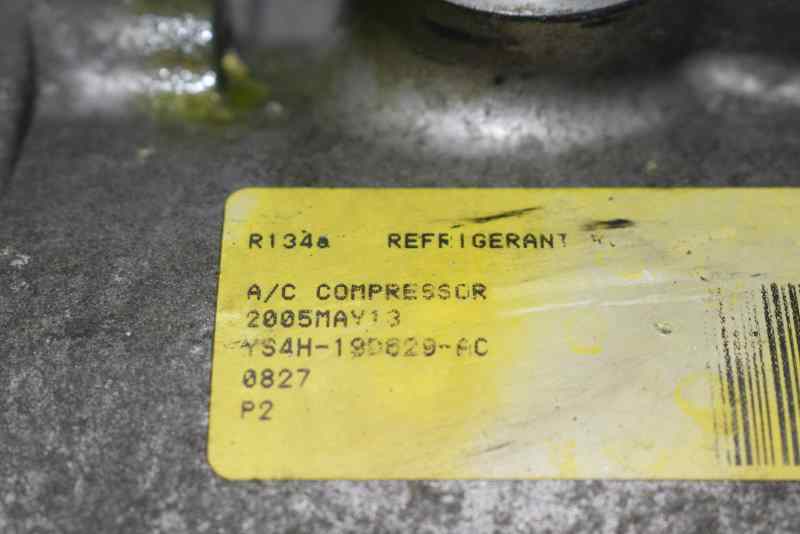 R134a REFRIGERANT
A/C COMPRESSOR
2005MAY13
YS4H-19D629-AC
0827
P2